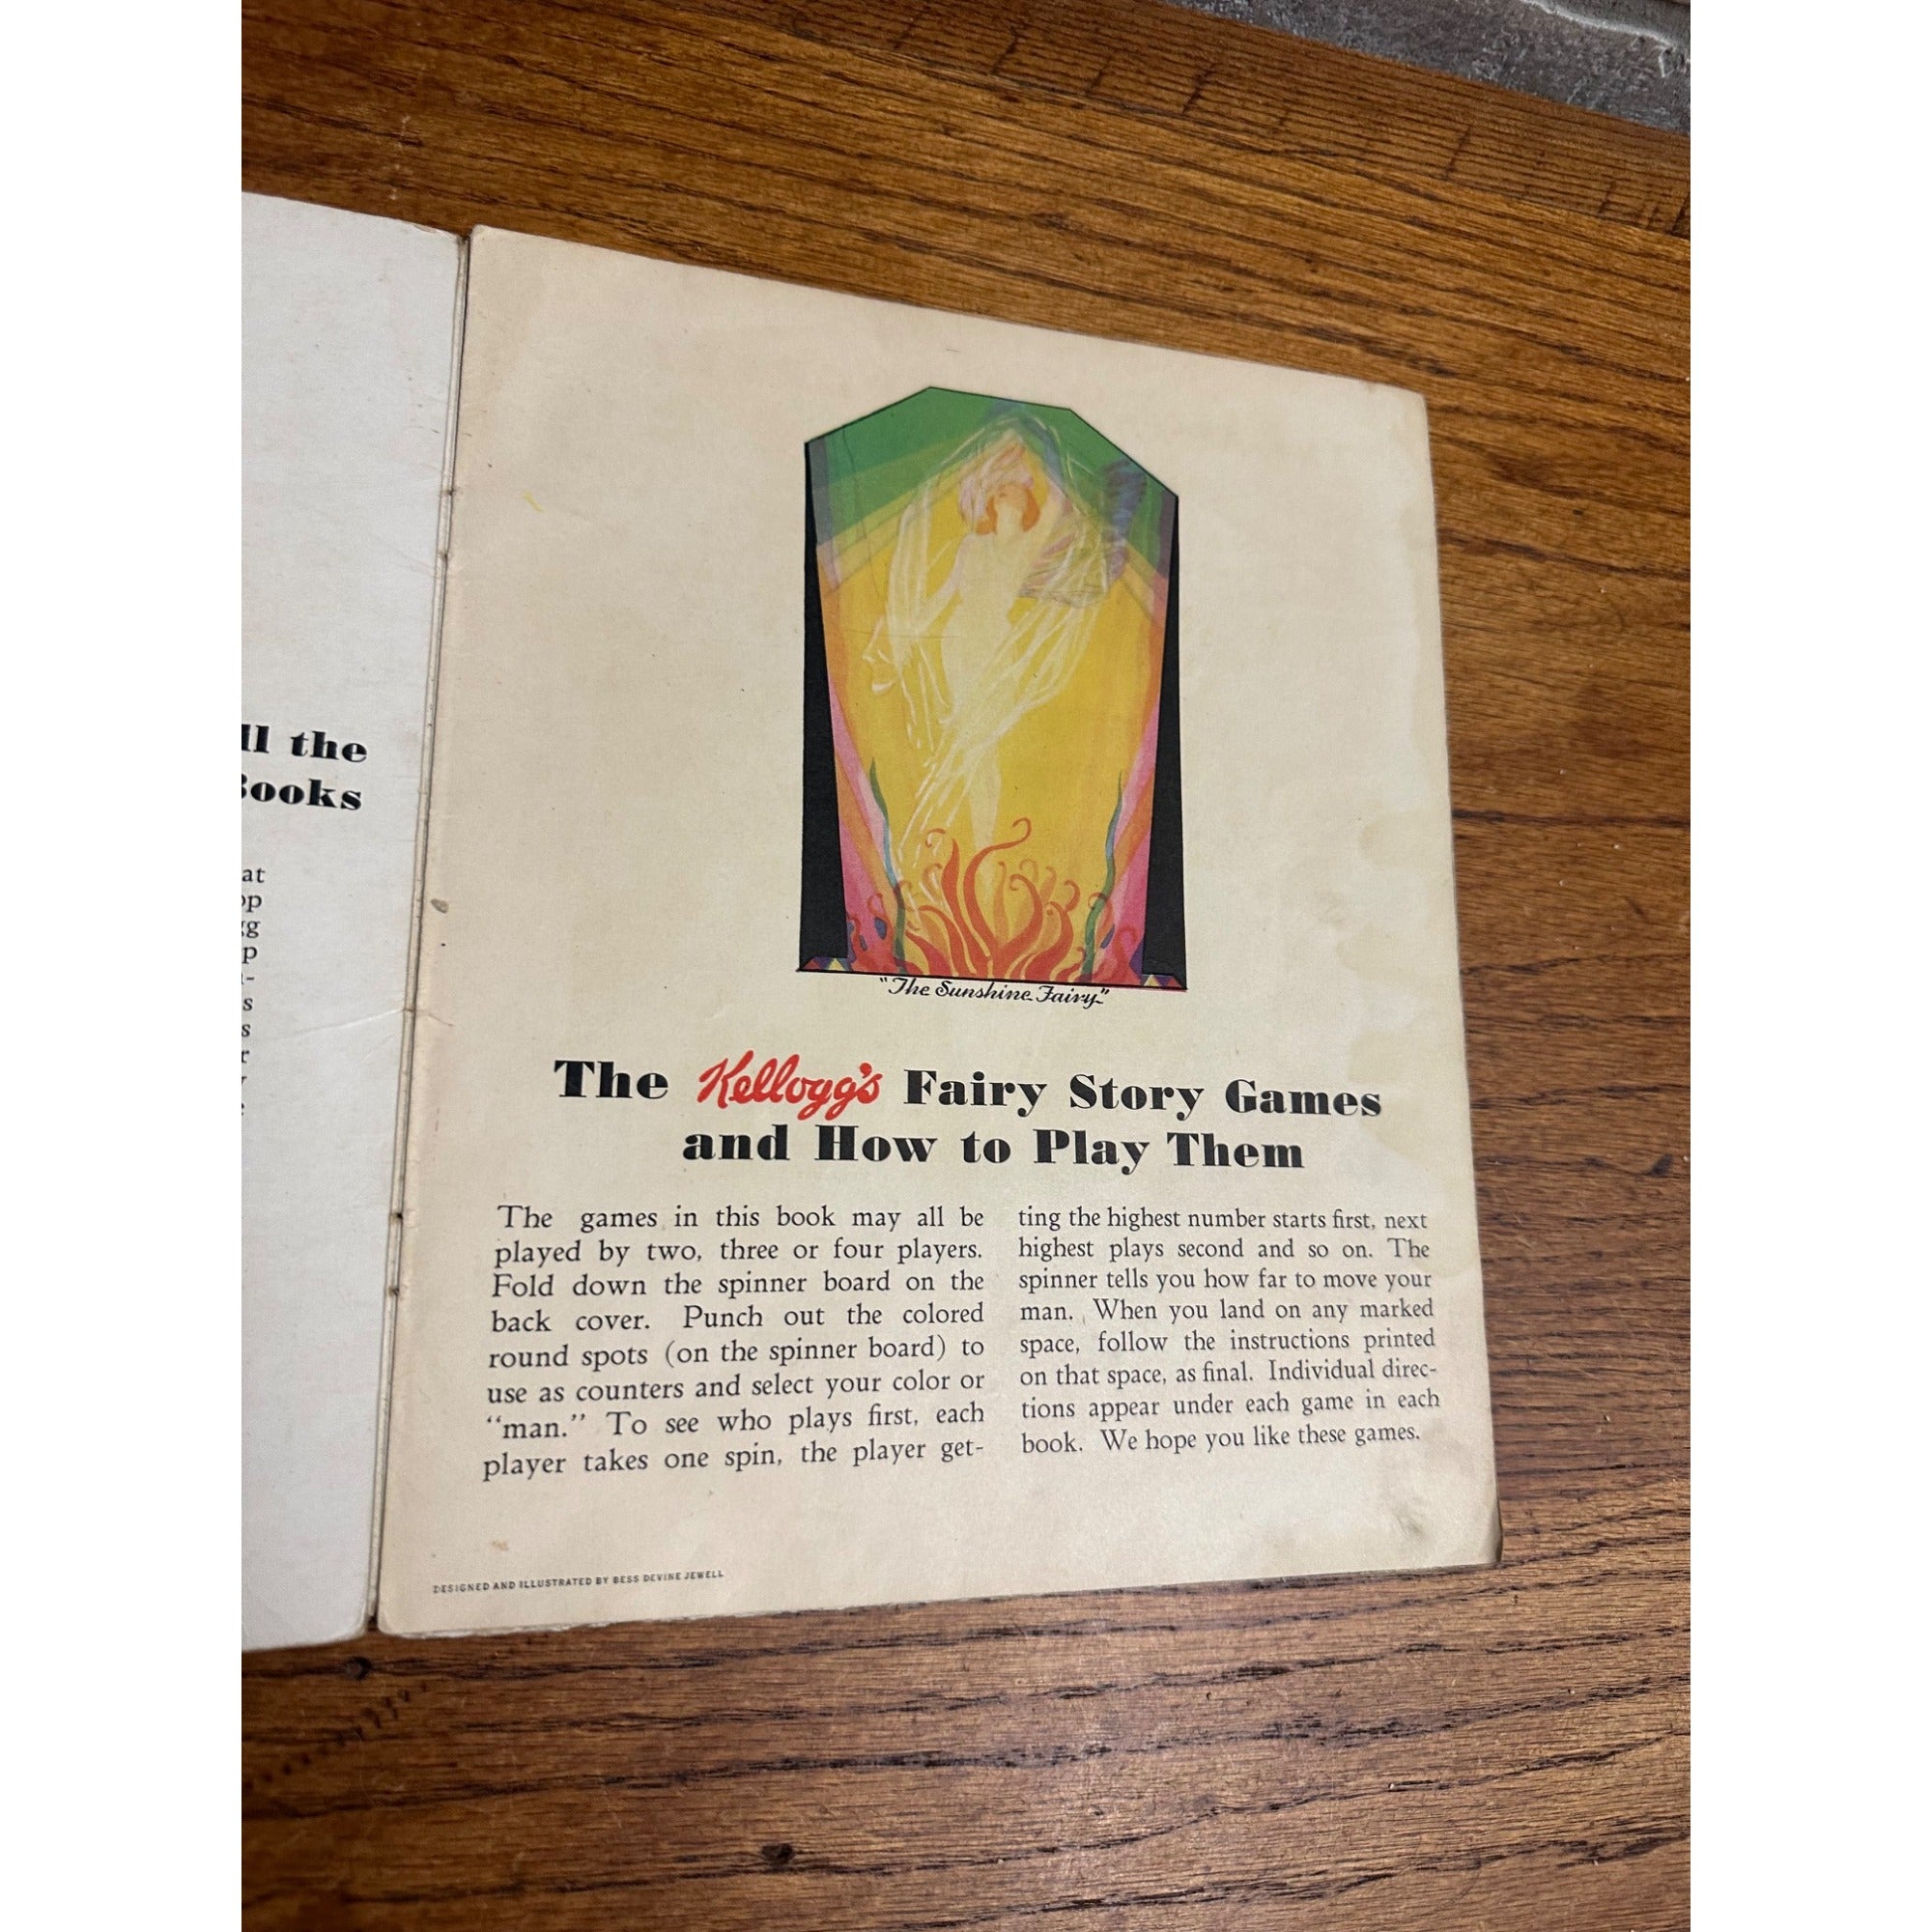 the
Books
at
"The Sunshine Fairy"
The Kellogg's Fairy Story Games
and How to Play Them
The games in this book may all be
played by two, three or four players.
Fold down the spinner board on the
back cover. Punch out the colored
round spots (on the spinner board) to
use as counters and select your color or
“man.” To see who plays first, each
player takes one spin, the player get-
ting the highest number starts first, next
highest plays second and so on. The
spinner tells you how far to move your
man. When you land on any marked
space, follow the instructions printed
on that space, as final. Individual direc-
tions appear under each game in each
book. We hope you like these games.
DESIGNED AND ILLUSTRATED BY BESS DEVINE JEWELL